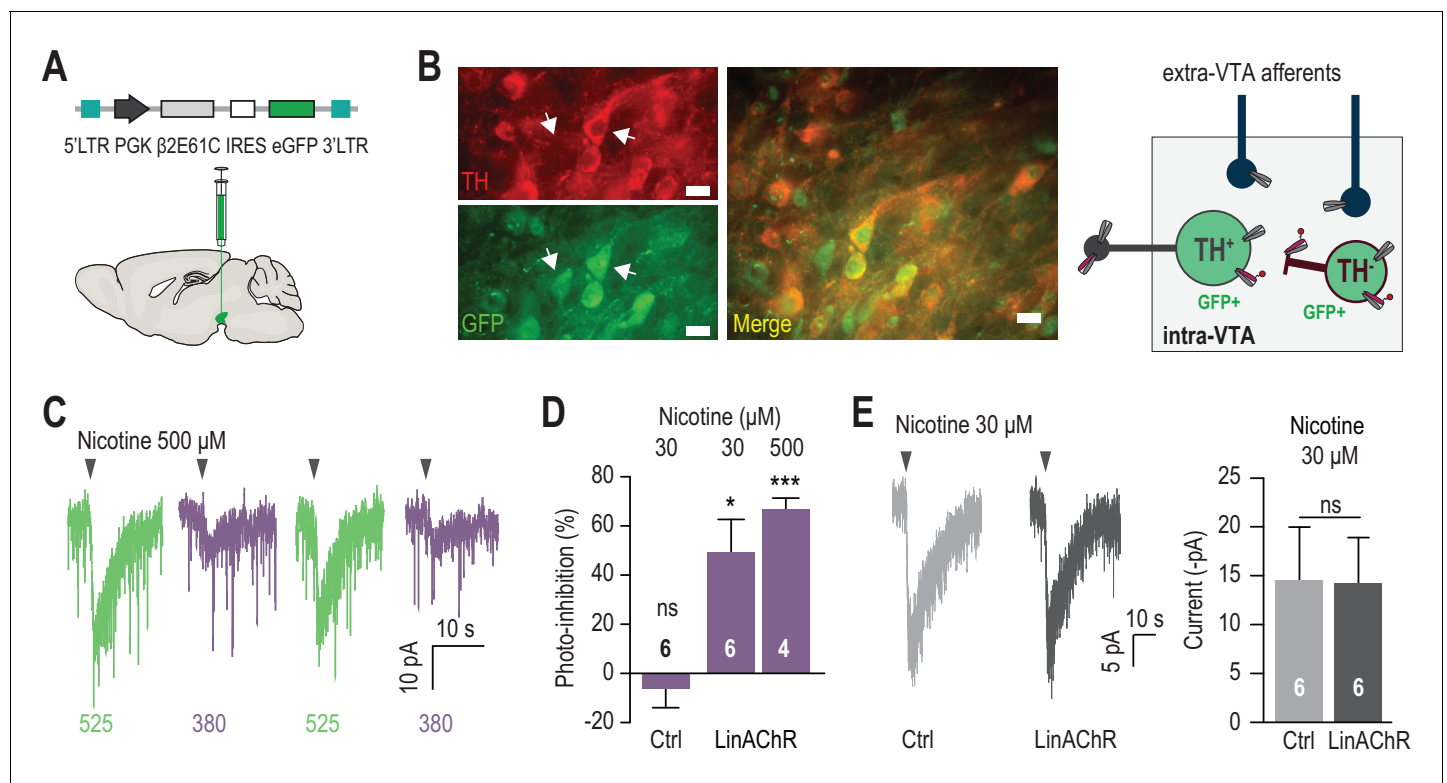 A
5'LTR PGK β2E61C IRES eGFP 3'LTR
B
TH
GFP
Merge
extra-VTA afferents
TH+
GFP+
TH-
GFP+
intra-VTA
C
Nicotine 500 µM
525
380
525
380
10 s
10 pA
D
Nicotine (µM)
30 30 500
Photo-inhibition (%)
80
60
40
20
0
-20
ns
*
***
6
6
4
Ctrl
LinAChR
E
Nicotine 30 µM
Ctrl
LinAChR
10 s
5 pA
Nicotine
30 µM
Current (-pA)
25
20
15
10
5
0
ns
6
6
Ctrl LinAChR